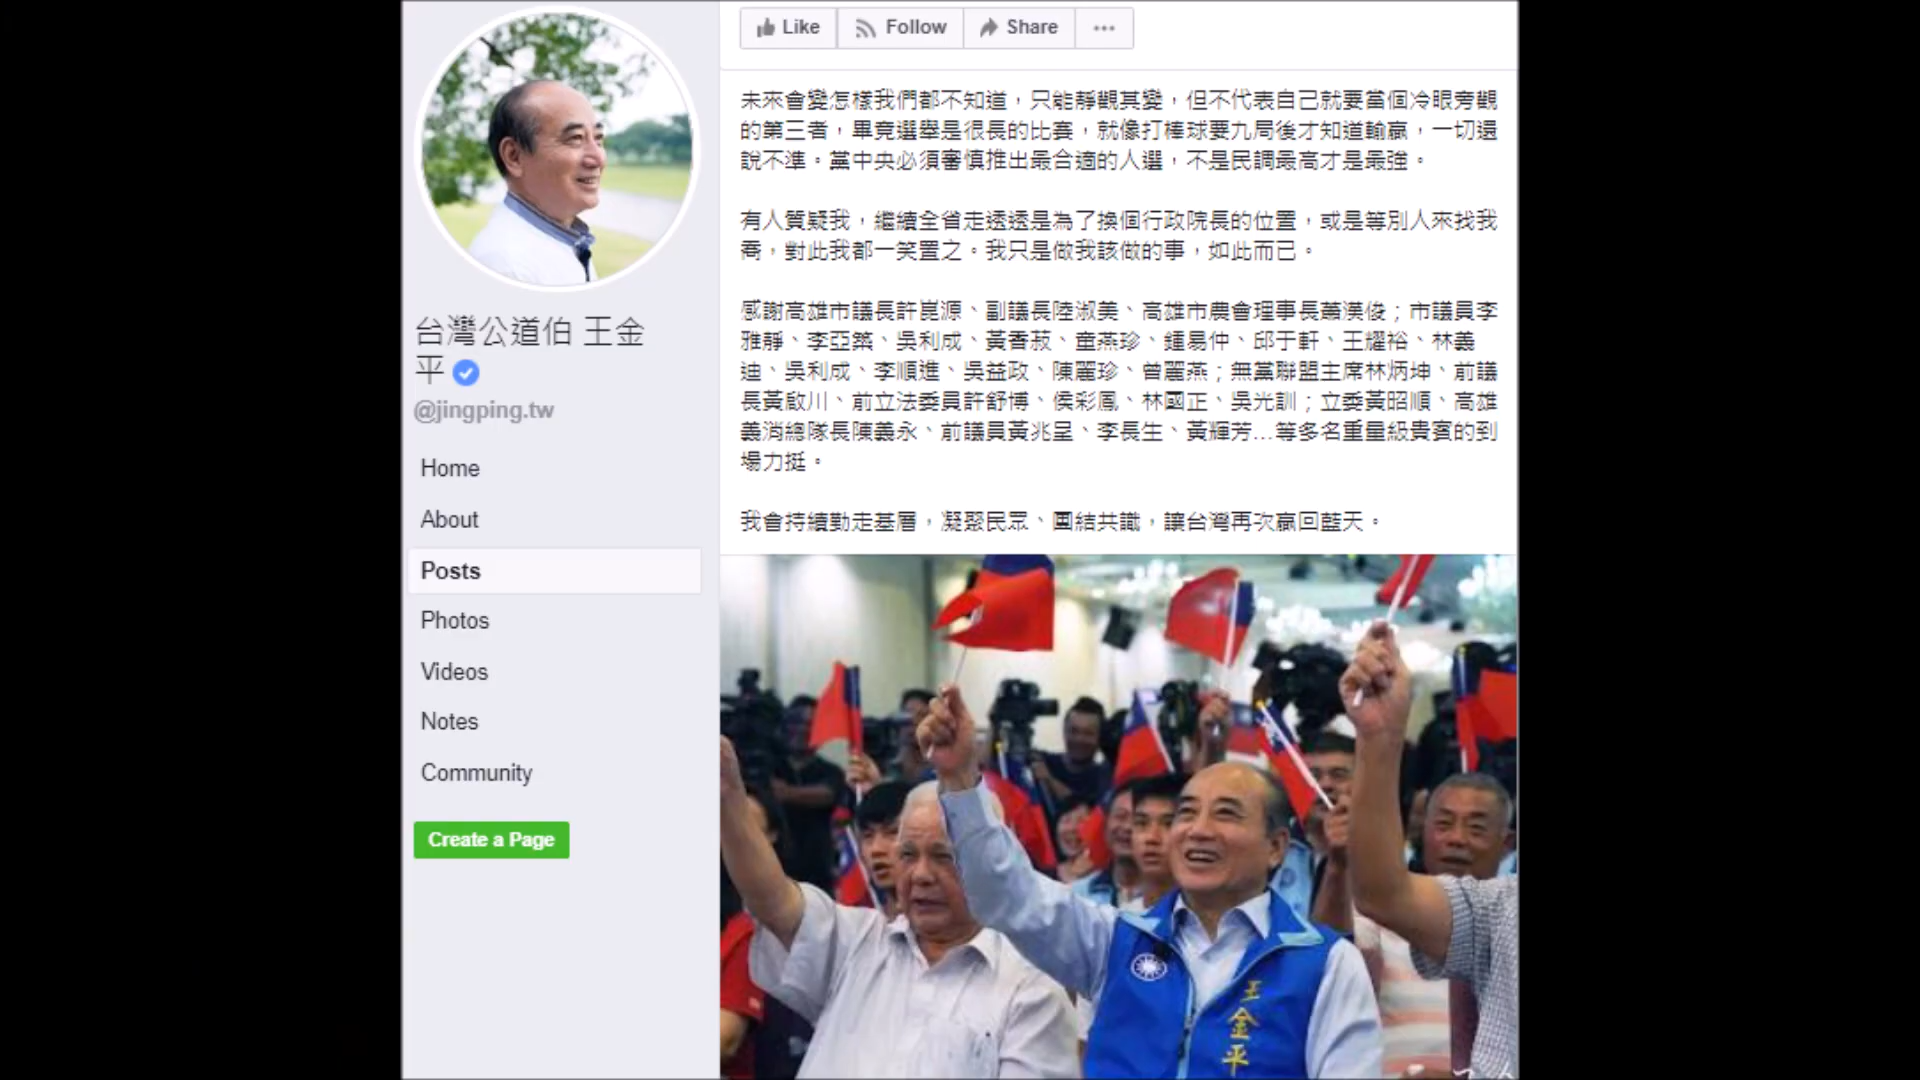 Like Follow Share ...
未來會變怎樣我們都不知道，只能靜觀其變，但不代表自己就要當個冷眼旁觀
的第三者，畢竟選舉是很長的比賽，就像打棒球要九局後才知道輸贏，一切還
說不準。黨中央必須審慎推出最合適的人選，不是民調最高才是最強。
有人質疑我，繼續全省走透透是為了換個行政院長的位置，或是等別人來找我
喬，對此我都一笑置之。我只是做我該做的事，如此而已。
感謝高雄市議長許崑源、副議長陸淑美、高雄市農會理事長蕭漢俊；市議員李
雅靜、李亞築、吳利成、黃香菽、童燕珍、鍾易仲、邱于軒、王耀裕、林義
迪、吳利成、李順進、吳益政、陳麗珍、曾麗燕；無黨聯盟主席林炳坤、前議
長黃啟川、前立法委員許舒博、侯彩鳳、林國正、吳光訓；立委黃昭順、高雄
義消總隊長陳義永、前議員黃兆呈、李長生、黃輝芳...等多名重量級貴賓的到
場力挺。
我會持續勤走基層，凝聚民眾、團結共識，讓台灣再次贏回藍天。
台灣公道伯 王金
平
@jingping.tw
Home
About
Posts
Photos
Videos
Notes
Community
Create a Page
王金平